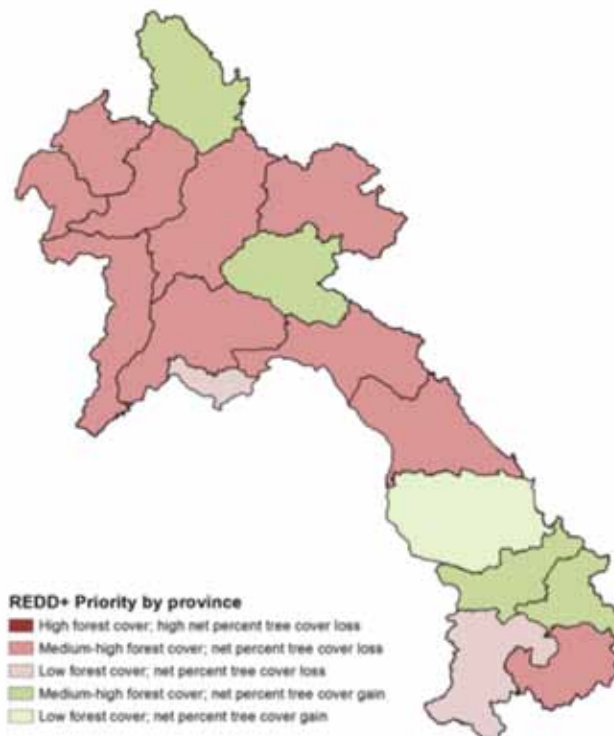 REDD+ Priority by province
High forest cover; high net percent tree cover loss
Medium-high forest cover; net percent tree cover loss
Low forest cover; net percent tree cover loss
Medium-high forest cover; net percent tree cover gain
Low forest cover; net percent tree cover gain